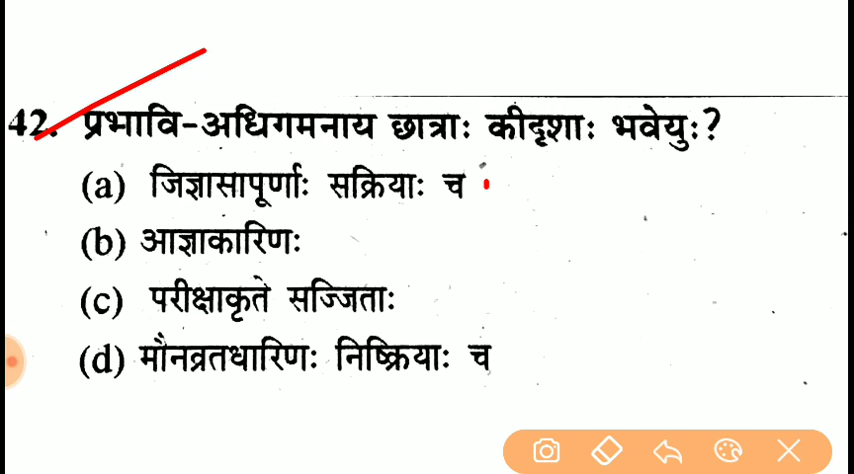 42. प्रभावि-अधिगमनाय छात्राः कीदृशाः भवेयुः?
(a) जिज्ञासापूर्णाः सक्रियाः च
(b) आज्ञाकारिणः
(c) परीक्षाकृते सज्जिताः
(d) मौनव्रतधारिणः निष्क्रियाः च